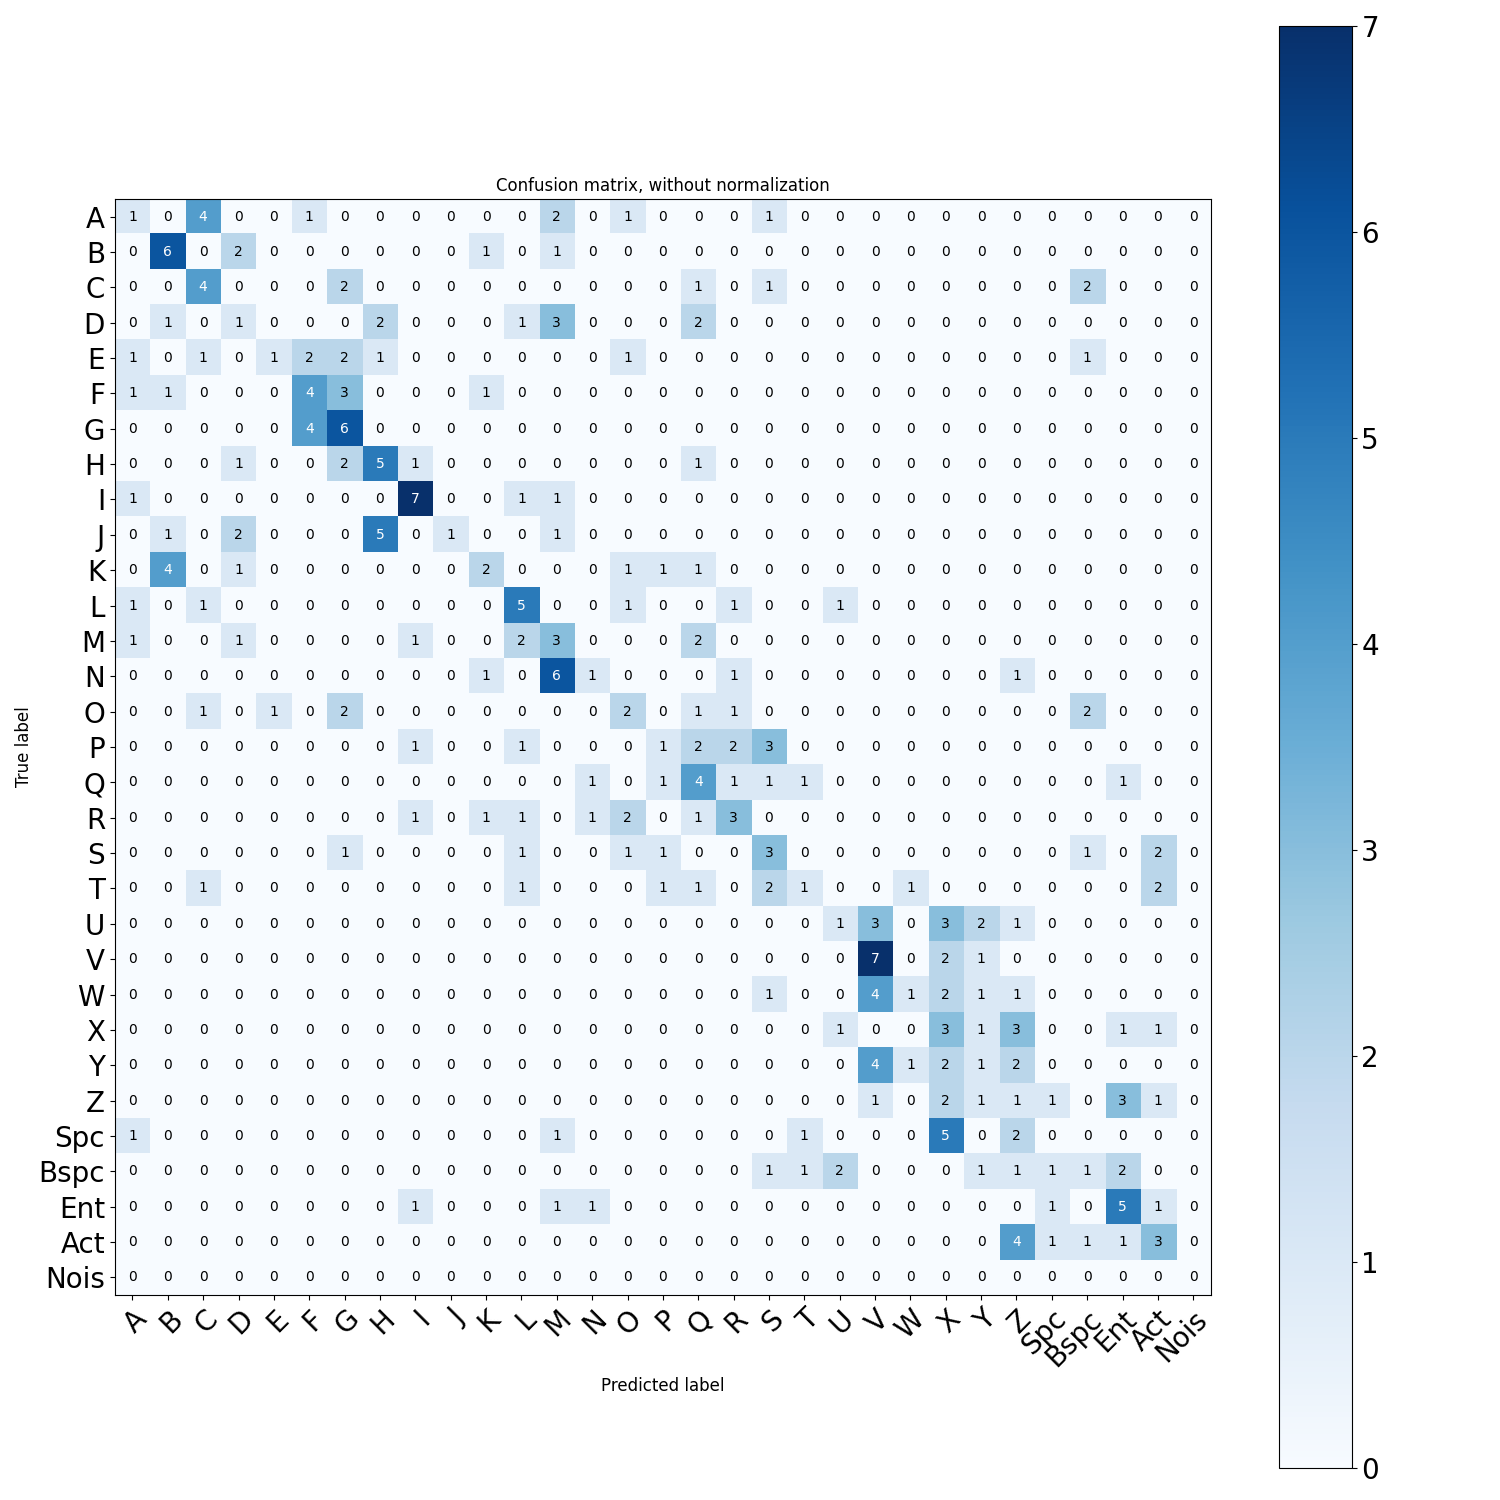 Confusion matrix, without normalization
A 1 0 4 0 0 1 0 0 0 0 0 0 2 0 1 0 0 0 1 0 0 0 0 0 0 0 0 0 0 0 0
B 0 6 0 2 0 0 0 0 0 0 1 0 1 0 0 0 0 0 0 0 0 0 0 0 0 0 0 0 0 0 0
C 0 0 4 0 0 0 2 0 0 0 0 0 0 0 0 0 1 0 1 0 0 0 0 0 0 0 0 2 0 0 0
D 0 1 0 1 0 0 0 2 0 0 0 1 3 0 0 0 2 0 0 0 0 0 0 0 0 0 0 0 0 0 0
E 1 0 1 0 1 2 2 1 0 0 0 0 0 0 1 0 0 0 0 0 0 0 0 0 0 0 0 1 0 0 0
F 1 1 0 0 0 4 3 0 0 0 1 0 0 0 0 0 0 0 0 0 0 0 0 0 0 0 0 0 0 0 0
G 0 0 0 0 0 4 6 0 0 0 0 0 0 0 0 0 0 0 0 0 0 0 0 0 0 0 0 0 0 0 0
H 0 0 0 1 0 0 2 5 1 0 0 0 0 0 0 0 1 0 0 0 0 0 0 0 0 0 0 0 0 0 0
I 1 0 0 0 0 0 0 0 7 0 0 1 1 0 0 0 0 0 0 0 0 0 0 0 0 0 0 0 0 0 0
J 0 1 0 2 0 0 0 5 0 1 0 0 1 0 0 0 0 0 0 0 0 0 0 0 0 0 0 0 0 0 0
K 0 4 0 1 0 0 0 0 0 0 2 0 0 0 1 1 1 0 0 0 0 0 0 0 0 0 0 0 0 0 0
L 1 0 1 0 0 0 0 0 0 0 0 5 0 0 1 0 0 1 0 0 1 0 0 0 0 0 0 0 0 0 0
M 1 0 0 1 0 0 0 0 1 0 0 2 3 0 0 0 2 0 0 0 0 0 0 0 0 0 0 0 0 0 0
N 0 0 0 0 0 0 0 0 0 0 1 0 6 1 0 0 0 1 0 0 0 0 0 0 0 1 0 0 0 0 0
O 0 0 1 0 1 0 2 0 0 0 0 0 0 0 2 0 1 1 0 0 0 0 0 0 0 0 0 2 0 0 0
P 0 0 0 0 0 0 0 0 1 0 0 1 0 0 0 1 2 2 3 0 0 0 0 0 0 0 0 0 0 0 0
Q 0 0 0 0 0 0 0 0 0 0 0 0 0 1 0 1 4 1 1 1 0 0 0 0 0 0 0 0 1 0 0
R 0 0 0 0 0 0 0 0 1 0 1 1 0 1 2 0 1 3 0 0 0 0 0 0 0 0 0 0 0 0 0
S 0 0 0 0 0 0 1 0 0 0 0 1 0 0 1 1 0 0 3 0 0 0 0 0 0 0 0 1 0 2 0
T 0 0 1 0 0 0 0 0 0 0 0 1 0 0 0 1 1 0 2 1 0 0 1 0 0 0 0 0 0 2 0
U 0 0 0 0 0 0 0 0 0 0 0 0 0 0 0 0 0 0 0 0 1 3 0 3 2 1 0 0 0 0 0
V 0 0 0 0 0 0 0 0 0 0 0 0 0 0 0 0 0 0 0 0 0 7 0 2 1 0 0 0 0 0 0
W 0 0 0 0 0 0 0 0 0 0 0 0 0 0 0 0 0 0 1 0 0 4 1 2 1 1 0 0 0 0 0
X 0 0 0 0 0 0 0 0 0 0 0 0 0 0 0 0 0 0 0 0 1 0 0 3 1 3 0 0 1 1 0
Y 0 0 0 0 0 0 0 0 0 0 0 0 0 0 0 0 0 0 0 0 0 4 1 2 1 2 0 0 0 0 0
Z 0 0 0 0 0 0 0 0 0 0 0 0 0 0 0 0 0 0 0 0 0 1 0 2 1 1 1 0 3 1 0
Spc 1 0 0 0 0 0 0 0 0 0 0 0 1 0 0 0 0 0 0 1 0 0 0 5 0 2 0 0 0 0 0
Bspc 0 0 0 0 0 0 0 0 0 0 0 0 0 0 0 0 0 0 1 1 2 0 0 0 1 1 1 1 2 0 0
Ent 0 0 0 0 0 0 0 0 1 0 0 0 1 1 0 0 0 0 0 0 0 0 0 0 0 0 1 0 5 1 0
Act 0 0 0 0 0 0 0 0 0 0 0 0 0 0 0 0 0 0 0 0 0 0 0 0 0 4 1 1 1 3 0
Nois 0 0 0 0 0 0 0 0 0 0 0 0 0 0 0 0 0 0 0 0 0 0 0 0 0 0 0 0 0 0 0
A B C D E F G H I J K L M N O P Q R S T U V W X Y Z Spc Bspc Ent Act Nois
Predicted label
True label
7
6
5
4
3
2
1
0